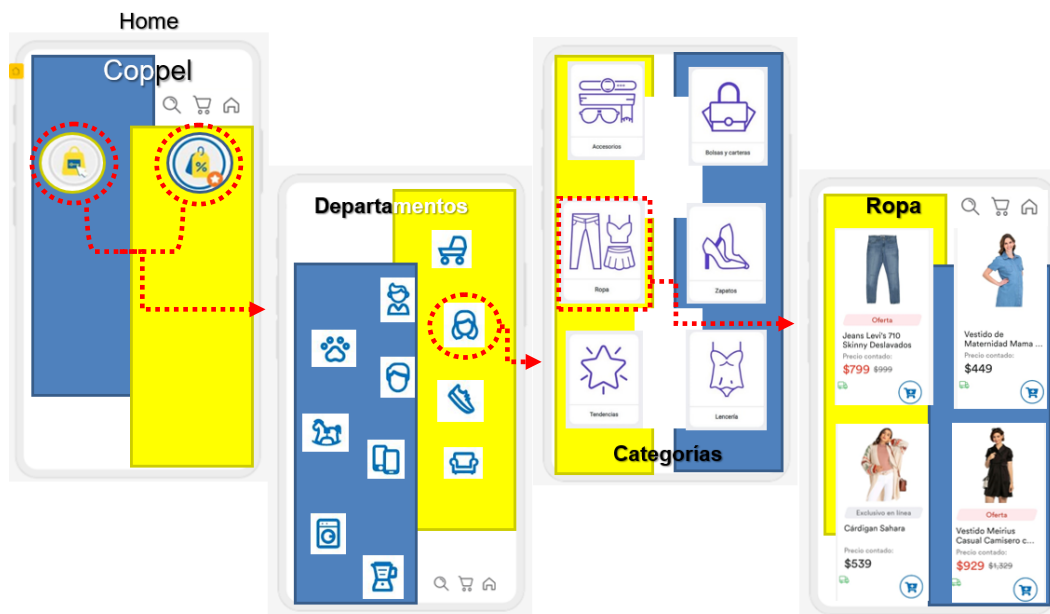 Home
Coppel
%
Departamentos
Accesorios
Bolsas y carteras
Ropa
Zapatos
Tendencias
Lencería
Categorías
Ropa
Oferta
Jeans Levi's 710
Skinny Deslavados
Precio contado:
$799 $999
Vestido de
Maternidad Mama ...
Precio contado:
$449
Exclusivo en línea
Cárdigan Sahara
Precio contado:
$539
Oferta
Vestido Meirius
Casual Camisero c...
Precio contado:
$929 $1,329